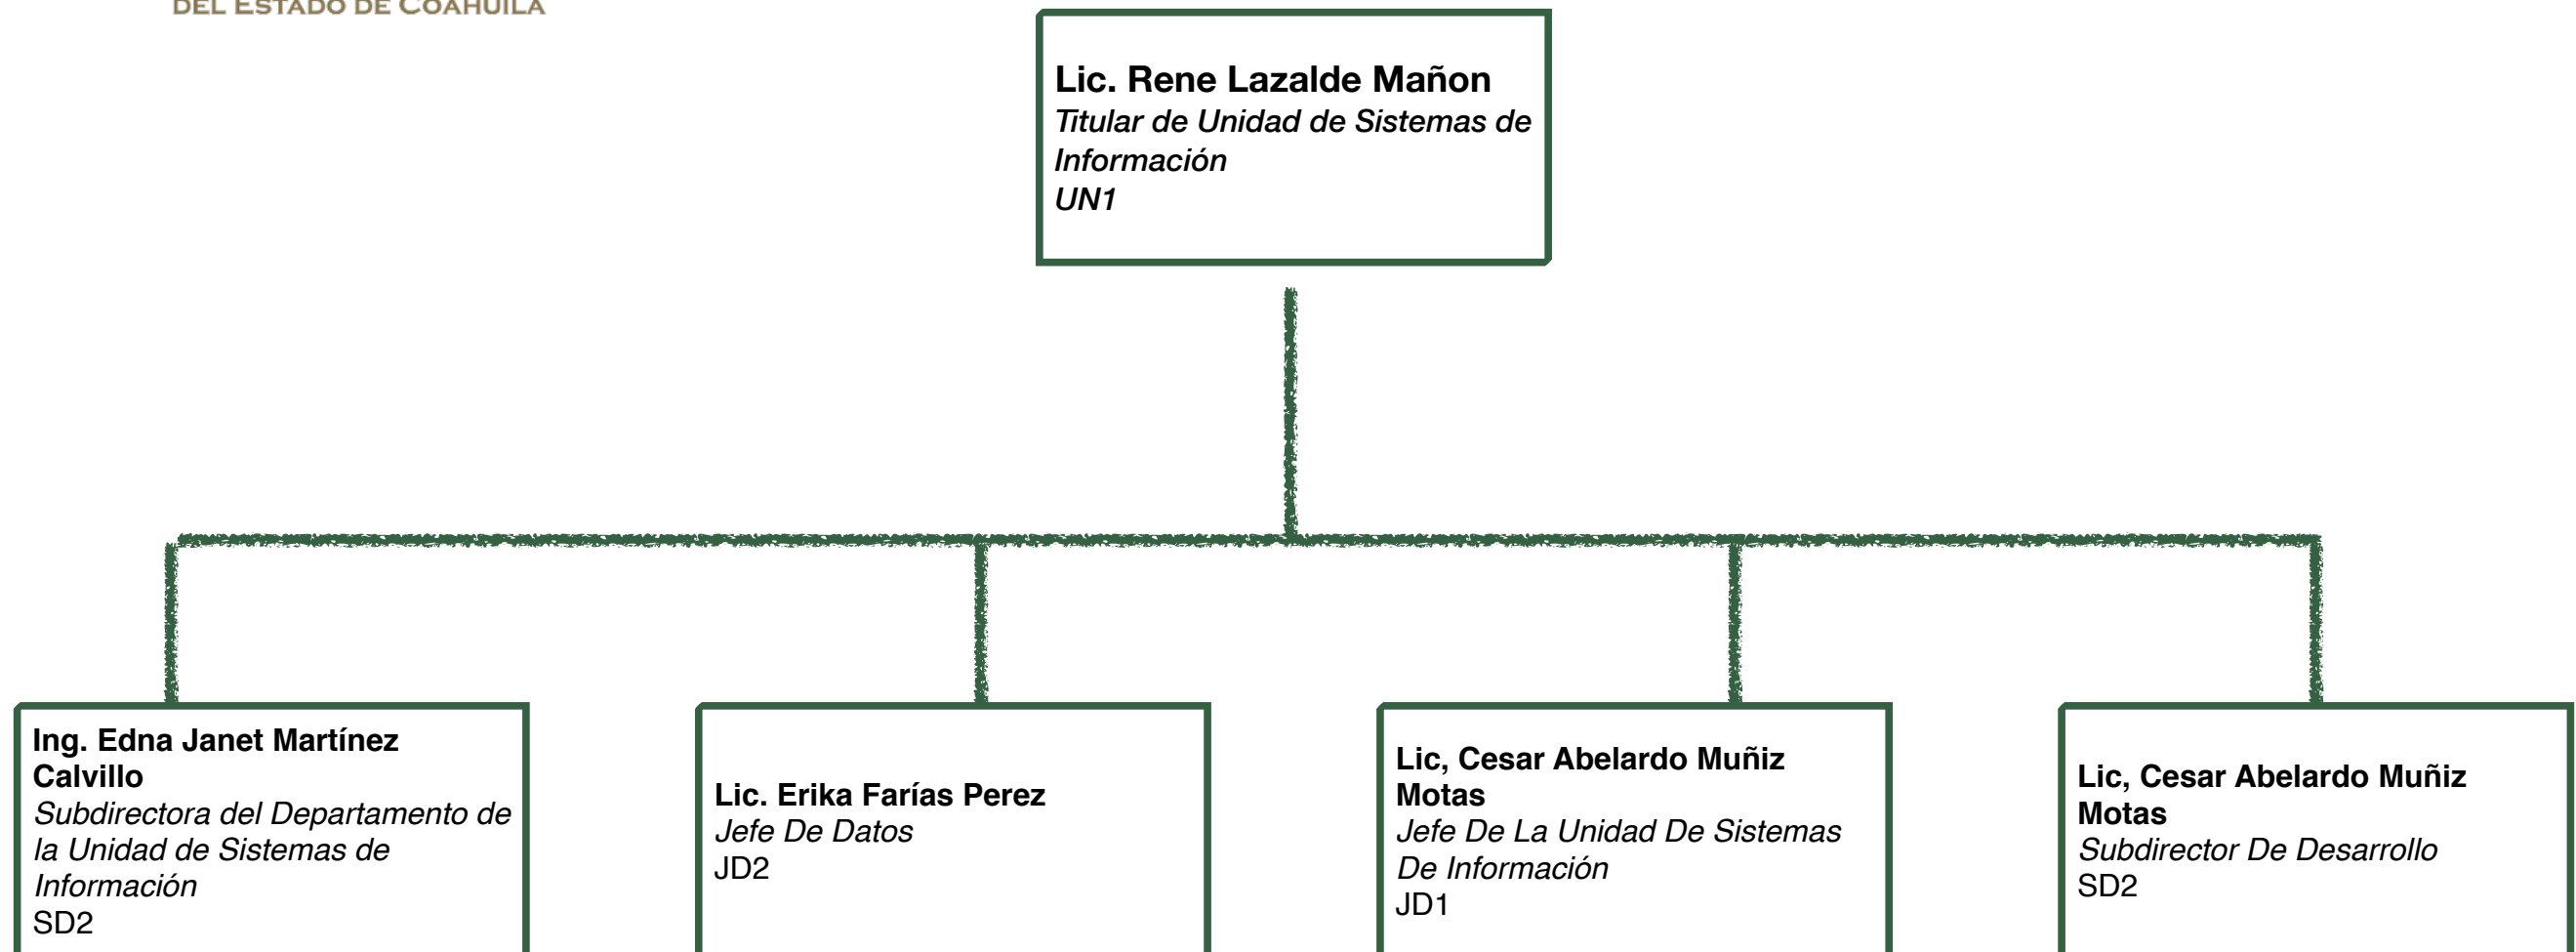 DEL ESTADO DE COAHUILA
Lic. Rene Lazalde Mañon
Titular de Unidad de Sistemas de
Información
UN1
Ing. Edna Janet Martínez
Calvillo
Subdirectora del Departamento de
la Unidad de Sistemas de
Información
SD2
Lic. Erika Farías Perez
Jefe De Datos
JD2
Lic, Cesar Abelardo Muñiz
Motas
Jefe De La Unidad De Sistemas
De Información
JD1
Lic, Cesar Abelardo Muñiz
Motas
Subdirector De Desarrollo
SD2